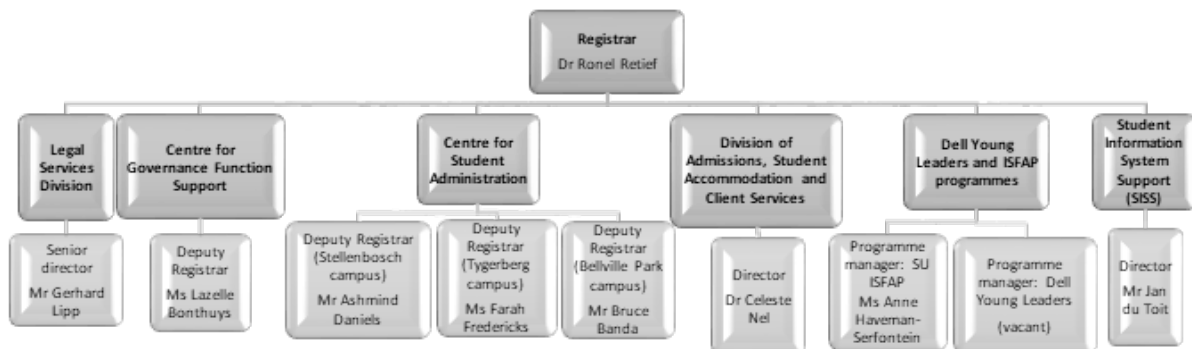 Registrar
Dr Ronel Retief
Legal
Services
Division
Centre for
Governance Function
Support
Centre for
Student
Administration
Division of
Admissions, Student
Accommodation and
Client Services
Dell Young
Leaders and ISFAP
programmes
Student
Information
System
Support
(SISS)
Senior
director
Mr Gerhard
Lipp
Deputy
Registrar
Ms Lazelle
Bonthuys
Deputy Registrar
(Stellenbosch
campus)
Mr Ashmind
Daniels
Deputy
Registrar
(Tygerberg
campus)
Ms Farah
Fredericks
Deputy
Registrar
(Bellville Park
campus)
Mr Bruce
Banda
Director
Dr Celeste
Nel
Programme
manager: SU
ISFAP
Ms Anne
Haveman-
Serfontein
Programme
manager: Dell
Young Leaders
(vacant)
Director
Mr Jan
du Toit